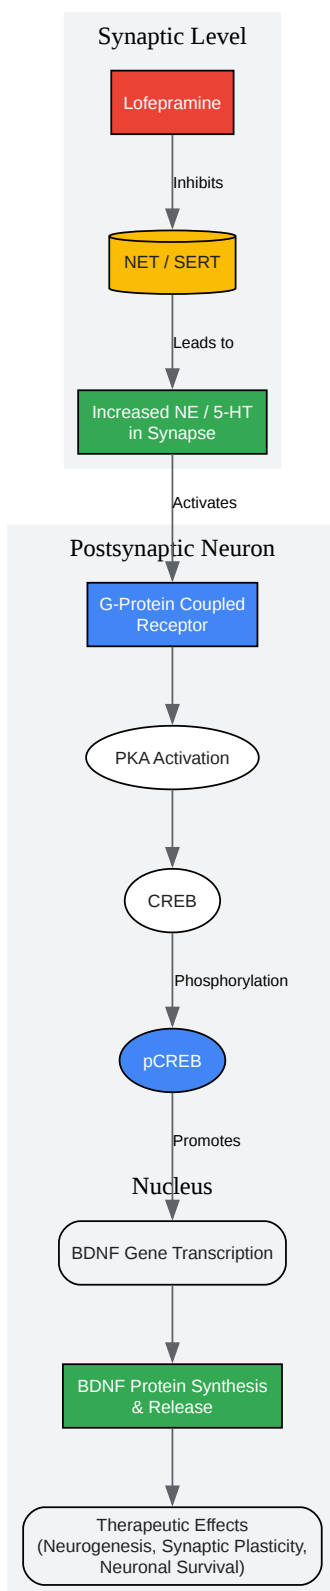 Synaptic Level
Lofepramine
Inhibits
NET / SERT
Leads to
Increased NE / 5-HT
in Synapse
Activates
Postsynaptic Neuron
G-Protein Coupled
Receptor
PKA Activation
CREB
Phosphorylation
pCREB
Promotes
Nucleus
BDNF Gene Transcription
BDNF Protein Synthesis
& Release
Therapeutic Effects
(Neurogenesis, Synaptic Plasticity,
Neuronal Survival)